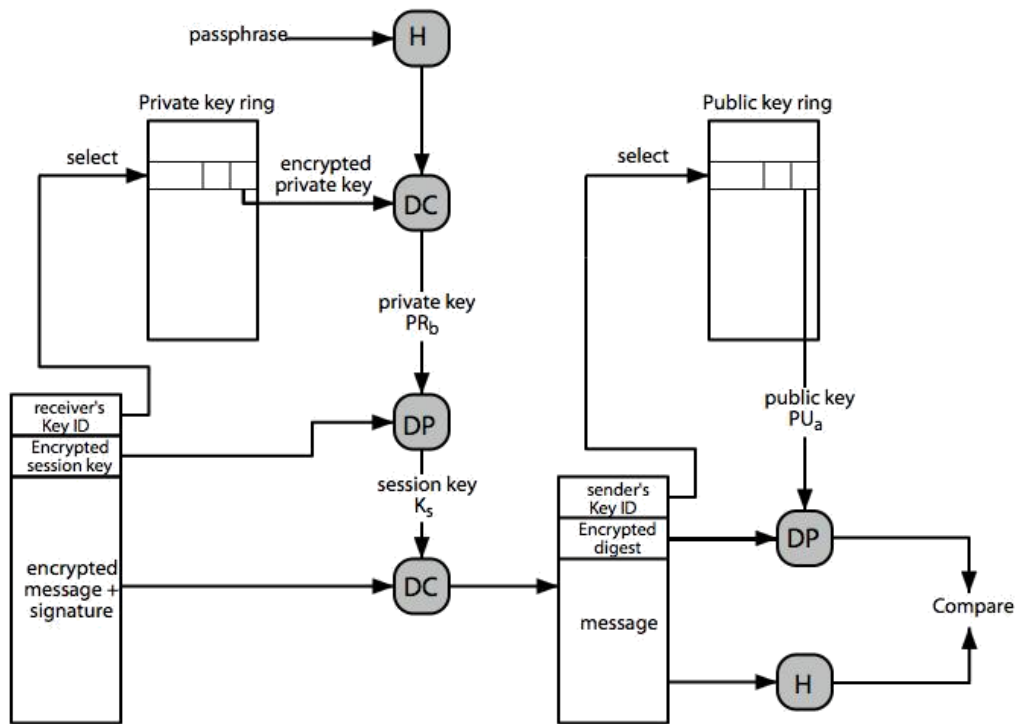 passphrase
H
Private key ring
Public key ring
select
encrypted
private key
select
DC
private key
PRb
receiver's
Key ID
DP
public key
PUa
Encrypted
session key
session key
Ks
sender's
Key ID
Encrypted
digest
DP
encrypted
message +
signature
DC
Compare
message
H